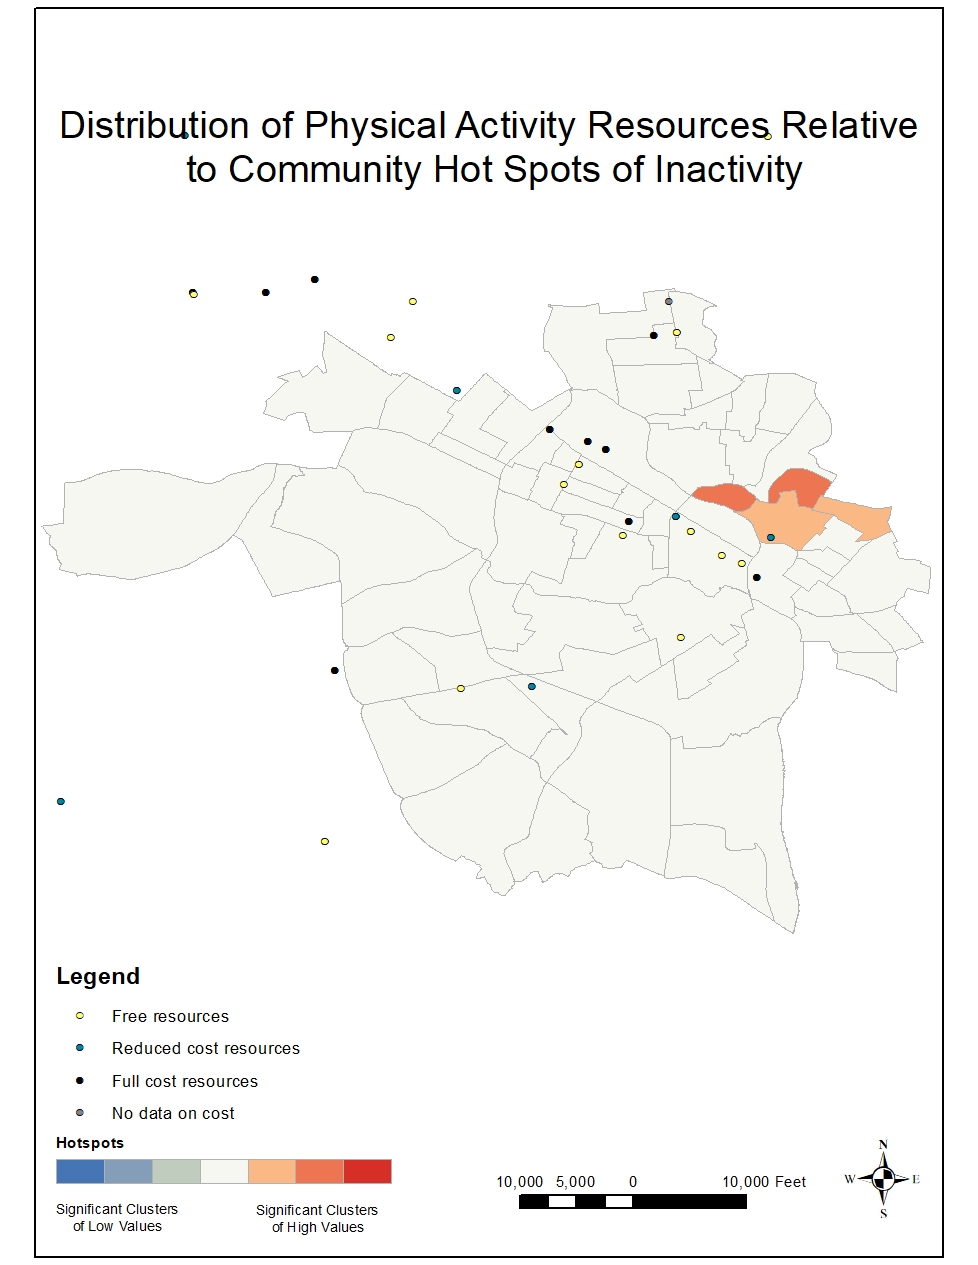 Distribution of Physical Activity Resources Relative
to Community Hot Spots of Inactivity
Legend
Free resources
Reduced cost resources
Full cost resources
No data on cost
Hotspots
Significant Clusters
of Low Values
Significant Clusters
of High Values
10,000 5,000 0 10,000 Feet
N
W E
S